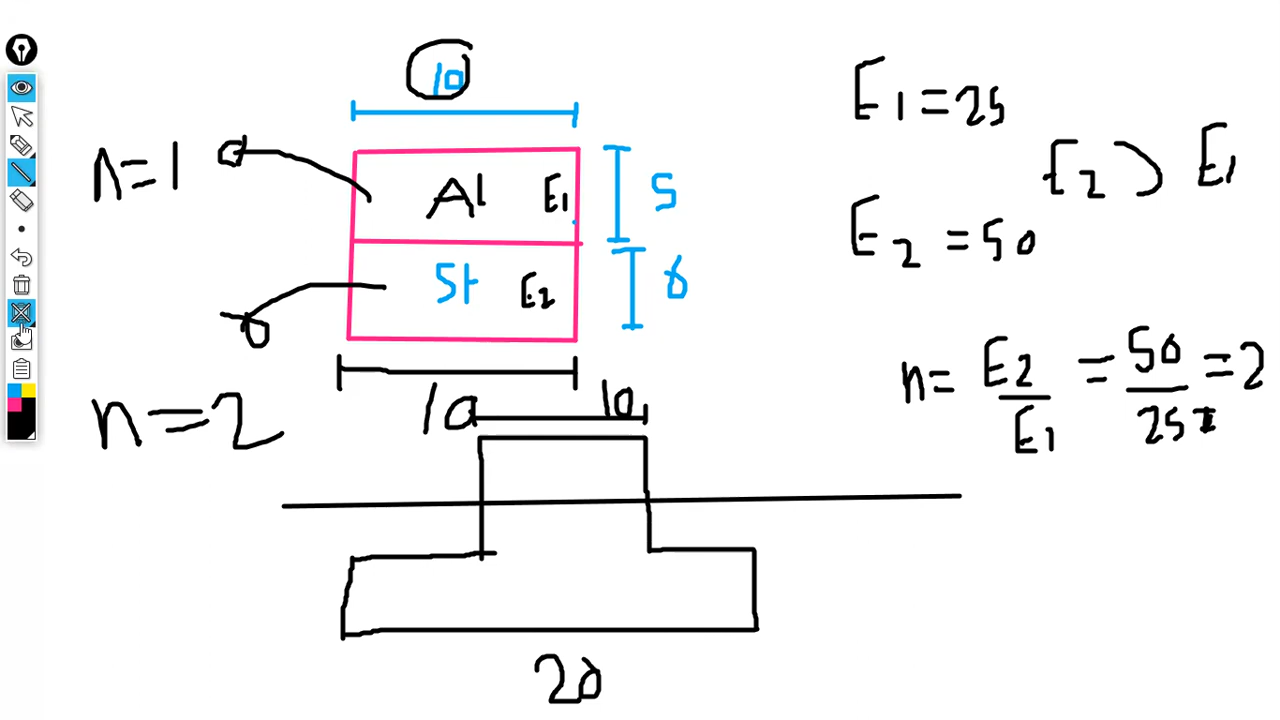 10
n=1
Al E1
5
St E2
6
10
n=2
10
20
E1=25
E2 > E1
E2 =50
n= E2/E1 = 50/25 =2